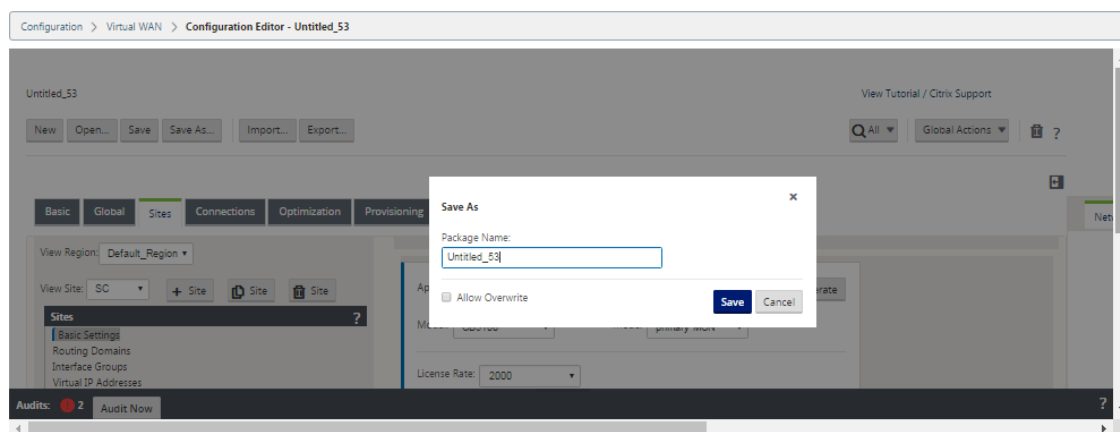 Configuration > Virtual WAN > Configuration Editor - Untitled_53
Untitled_53
View Tutorial / Citrix Support
New Open... Save Save As... Import... Export...
All Global Actions ?
Basic Global Sites Connections Optimization Provisioning
View Region: Default_Region
View Site: SC + Site Site Site
Sites ?
Basic Settings
Routing Domains
Interface Groups
Virtual IP Addresses
Save As
Package Name:
Untitled_53
Allow Overwrite
Save Cancel
License Rate: 2000
Audits: 2 Audit Now ?